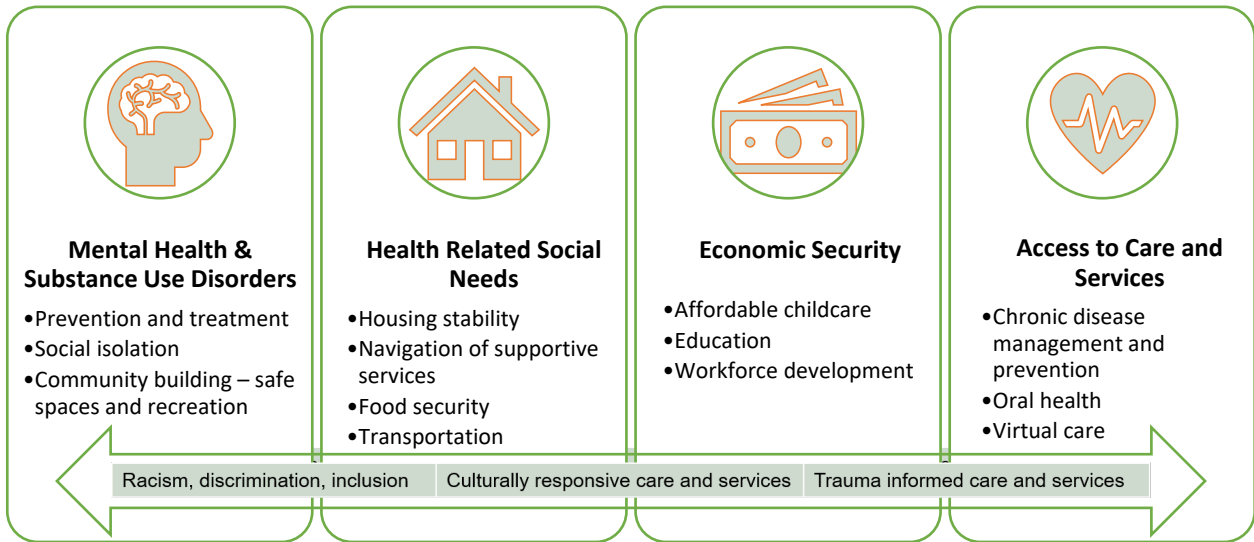 Mental Health &
Substance Use Disorders
•Prevention and treatment
•Social isolation
•Community building – safe
spaces and recreation
Health Related Social
Needs
•Housing stability
•Navigation of supportive
services
•Food security
•Transportation
Economic Security
•Affordable childcare
•Education
•Workforce development
Access to Care and
Services
•Chronic disease
management and
prevention
•Oral health
•Virtual care
Racism, discrimination, inclusion
Culturally responsive care and services
Trauma informed care and services